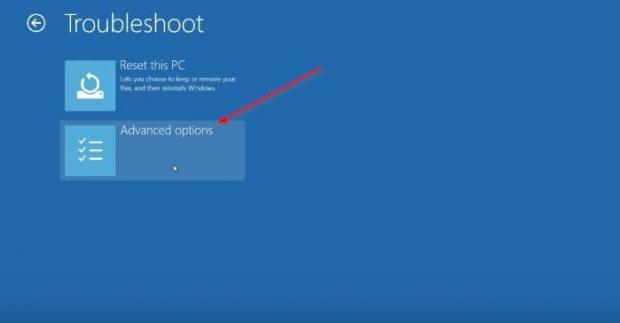 Troubleshoot
Reset this PC
Lets you choose to keep or remove your
files, and then reinstalls Windows.
Advanced options